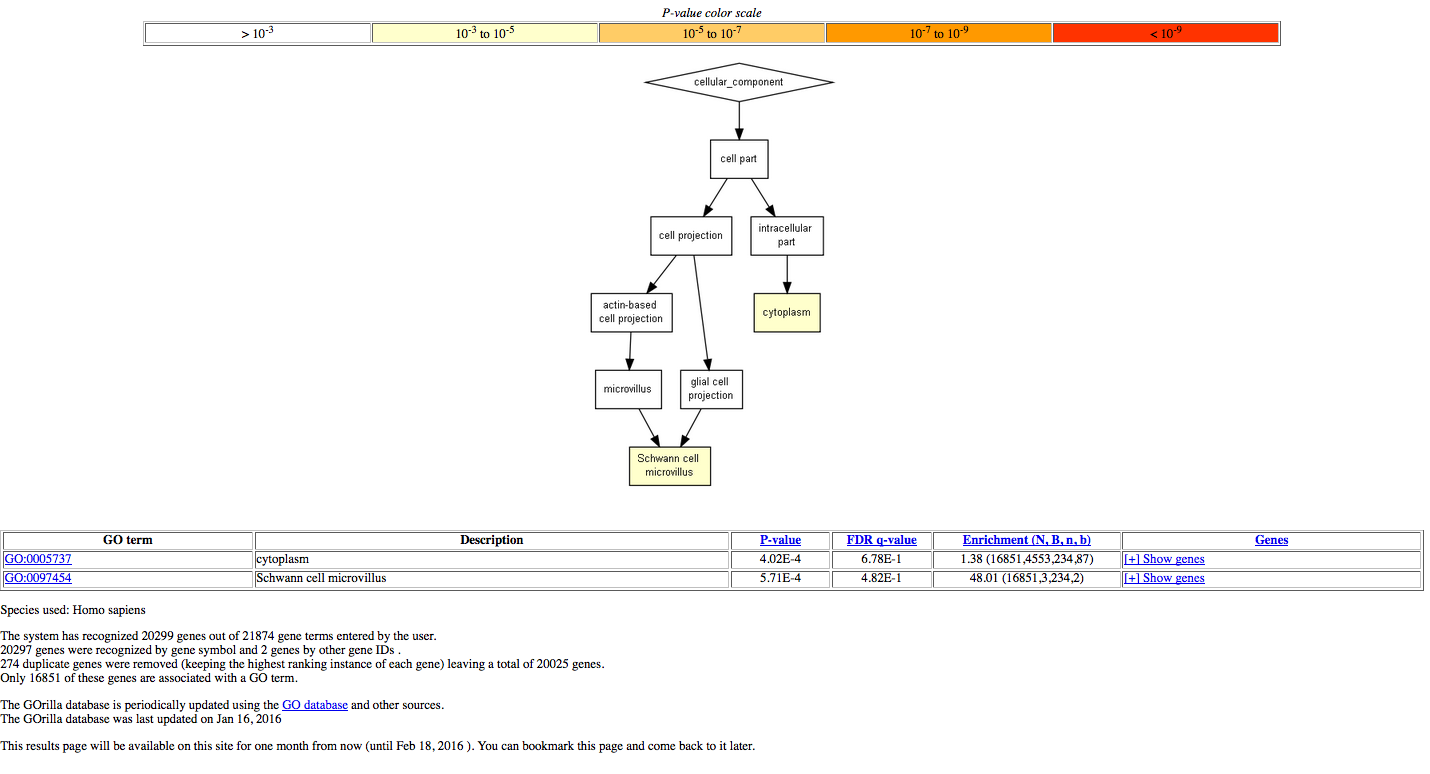 P-value color scale
> 10-3 10-3 to 10-5 10-5 to 10-7 10-7 to 10-9 < 10-9
cellular_component
cell part
cell projection
intracellular
part
actin-based
cell projection
cytoplasm
microvillus
glial cell
projection
Schwann cell
microvillus
GO term Description P-value FDR q-value Enrichment (N, B, n, b) Genes
GO:0005737 cytoplasm 4.02E-4 6.78E-1 1.38 (16851,4553,234,87) [+] Show genes
GO:0097454 Schwann cell microvillus 5.71E-4 4.82E-1 48.01 (16851,3,234,2) [+] Show genes
Species used: Homo sapiens
The system has recognized 20299 genes out of 21874 gene terms entered by the user.
20297 genes were recognized by gene symbol and 2 genes by other gene IDs .
274 duplicate genes were removed (keeping the highest ranking instance of each gene) leaving a total of 20025 genes.
Only 16851 of these genes are associated with a GO term.
The GOrilla database is periodically updated using the GO database and other sources.
The GOrilla database was last updated on Jan 16, 2016
This results page will be available on this site for one month from now (until Feb 18, 2016 ). You can bookmark this page and come back to it later.